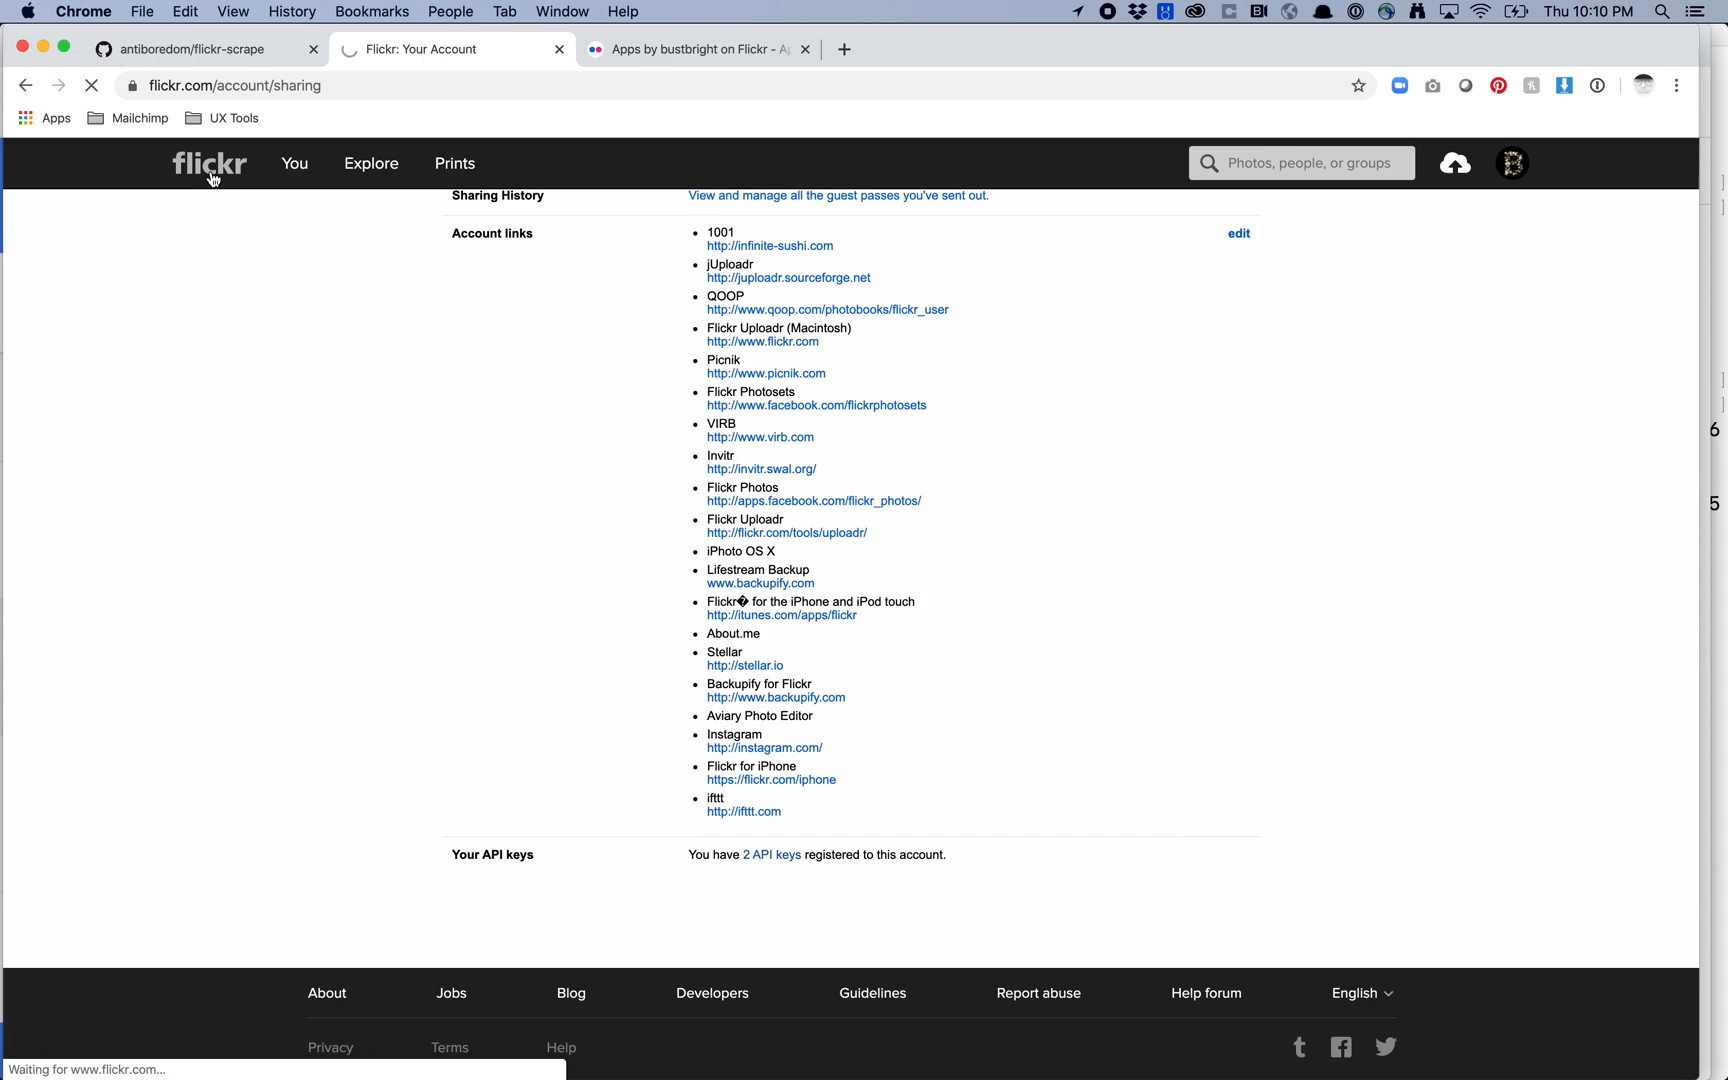 Chrome File Edit View History Bookmarks People Tab Window Help Thu 10:10 PM
antiboredom/flickr-scrape Flickr: Your Account Apps by bustbright on Flickr - Ap
flickr.com/account/sharing
Apps Mailchimp UX Tools
flickr You Explore Prints Photos, people, or groups
Sharing History View and manage all the guest passes you've sent out.
Account links 1001 edit
http://infinite-sushi.com
jUploadr
http://juploadr.sourceforge.net
QOOP
http://www.qoop.com/photobooks/flickr_user
Flickr Uploadr (Macintosh)
http://www.flickr.com
Picnik
http://www.picnik.com
Flickr Photosets
http://www.facebook.com/flickrphotosets
VIRB
http://www.virb.com
Invitr
http://invitr.swal.org/
Flickr Photos
http://apps.facebook.com/flickr_photos/
Flickr Uploadr
http://flickr.com/tools/uploadr/
iPhoto OS X
Lifestream Backup
www.backupify.com
Flickr� for the iPhone and iPod touch
http://itunes.com/apps/flickr
About.me
Stellar
http://stellar.io
Backupify for Flickr
http://www.backupify.com
Aviary Photo Editor
Instagram
http://instagram.com/
Flickr for iPhone
https://flickr.com/iphone
ifttt
http://ifttt.com
Your API keys You have 2 API keys registered to this account.
About Jobs Blog Developers Guidelines Report abuse Help forum English
Privacy Terms Help
Waiting for www.flickr.com...